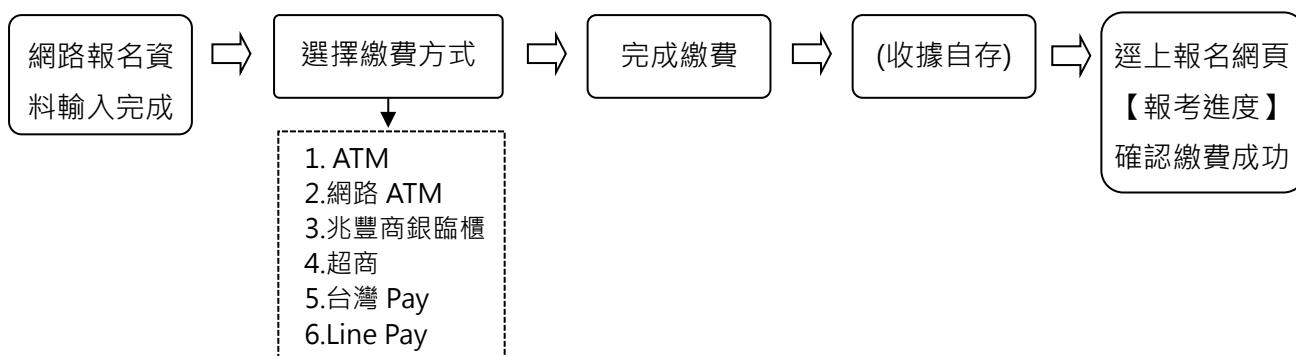 網路報名資
料輸入完成
選擇繳費方式
1. ATM
2.網路 ATM
3.兆豐商銀臨櫃
4.超商
5.台灣 Pay
6.Line Pay
完成繳費
(收據自存)
逕上報名網頁
【報考進度】
確認繳費成功